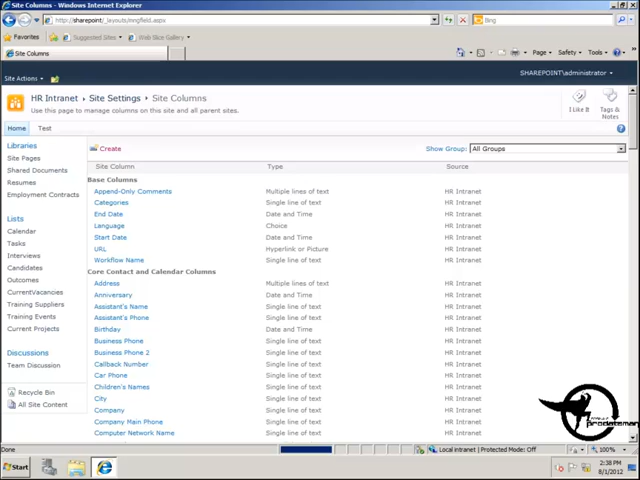 Site Columns - Windows Internet Explorer
http://sharepoint/_layouts/mngfield.aspx
Bing
Favorites
Suggested Sites
Web Slice Gallery
Site Columns
Page
Safety
Tools
Site Actions
SHAREPOINT\administrator
HR Intranet
Site Settings
Site Columns
Use this page to manage columns on this site and all parent sites.
I Like It
Tags &
Notes
Home
Test
Libraries
Site Pages
Shared Documents
Resumes
Employment Contracts
Lists
Calendar
Tasks
Interviews
Candidates
Outcomes
CurrentVacancies
Training Suppliers
Training Events
Current Projects
Discussions
Team Discussion
Recycle Bin
All Site Content
Create
Show Group: All Groups
Site Column Type Source
Base Columns
Append-Only Comments Multiple lines of text HR Intranet
Categories Single line of text HR Intranet
End Date Date and Time HR Intranet
Language Choice HR Intranet
Start Date Date and Time HR Intranet
URL Hyperlink or Picture HR Intranet
Workflow Name Single line of text HR Intranet
Core Contact and Calendar Columns
Address Multiple lines of text HR Intranet
Anniversary Date and Time HR Intranet
Assistant's Name Single line of text HR Intranet
Assistant's Phone Single line of text HR Intranet
Birthday Date and Time HR Intranet
Business Phone Single line of text HR Intranet
Business Phone 2 Single line of text HR Intranet
Callback Number Single line of text HR Intranet
Car Phone Single line of text HR Intranet
Children's Names Single line of text HR Intranet
City Single line of text HR Intranet
Company Single line of text HR Intranet
Company Main Phone Single line of text HR Intranet
Computer Network Name Single line of text HR Intranet
Done
Local intranet | Protected Mode: Off
100%
Start
2:38 PM
8/1/2012